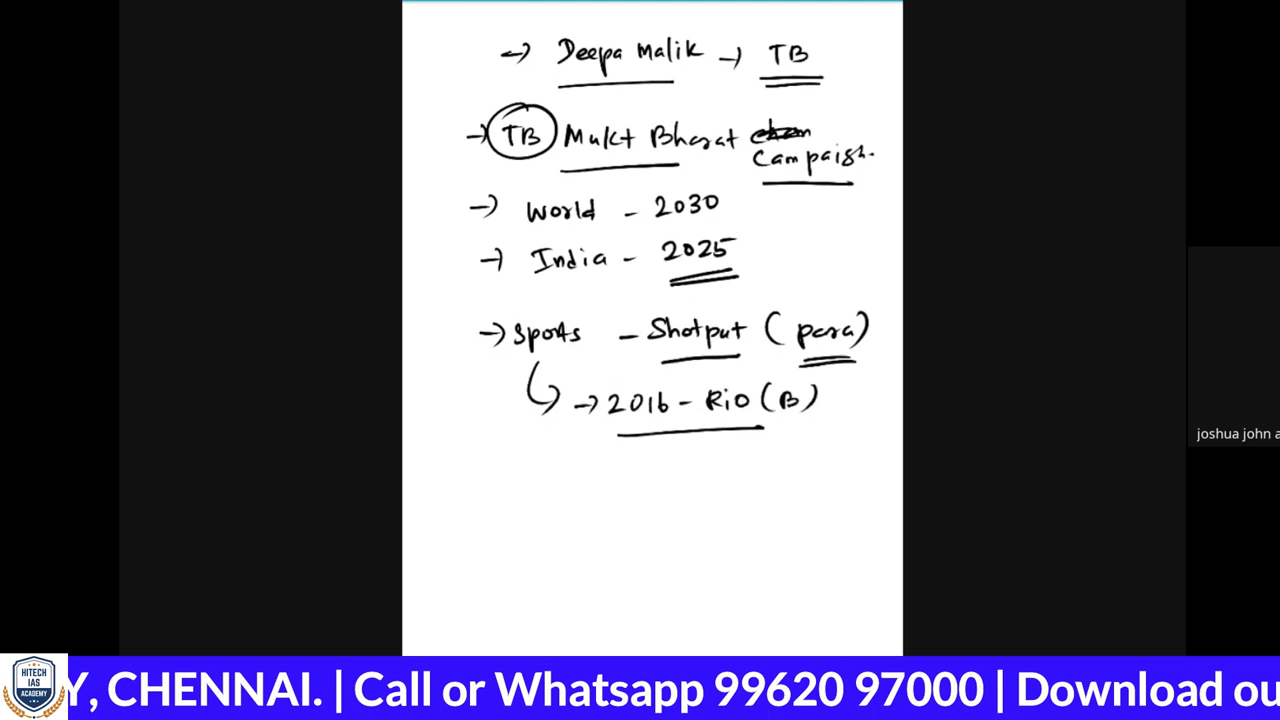 → Deepa Malik → TB
→ TB Mukt Bharat
Campaign.
→ World - 2030
→ India - 2025
→ Sports - Shotput (para)
→ 2016 - Rio (B)
joshua john a
HITECH
IAS
ACADEMY
Y, CHENNAI. | Call or Whatsapp 99620 97000 | Download ou